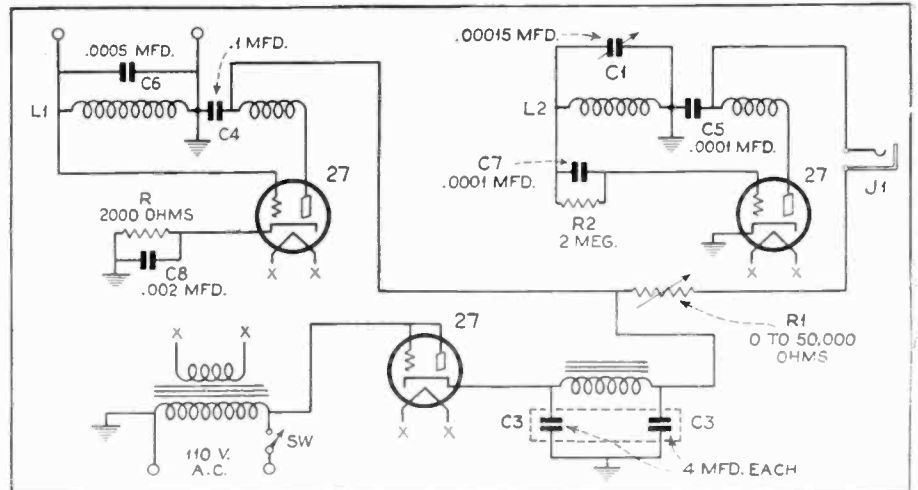 .0005 MFD.
C6
.1 MFD.
L1
C4
27
R
2000 OHMS
C8
.002 MFD.
X X
.00015 MFD.
C1
L2
C5
.0001 MFD.
C7
.0001 MFD.
R2
2 MEG.
27
J1
X X
R1
0 TO 50,000
OHMS
X X
110 V.
A.C.
SW
27
X X
C3
C3
4 MFD. EACH